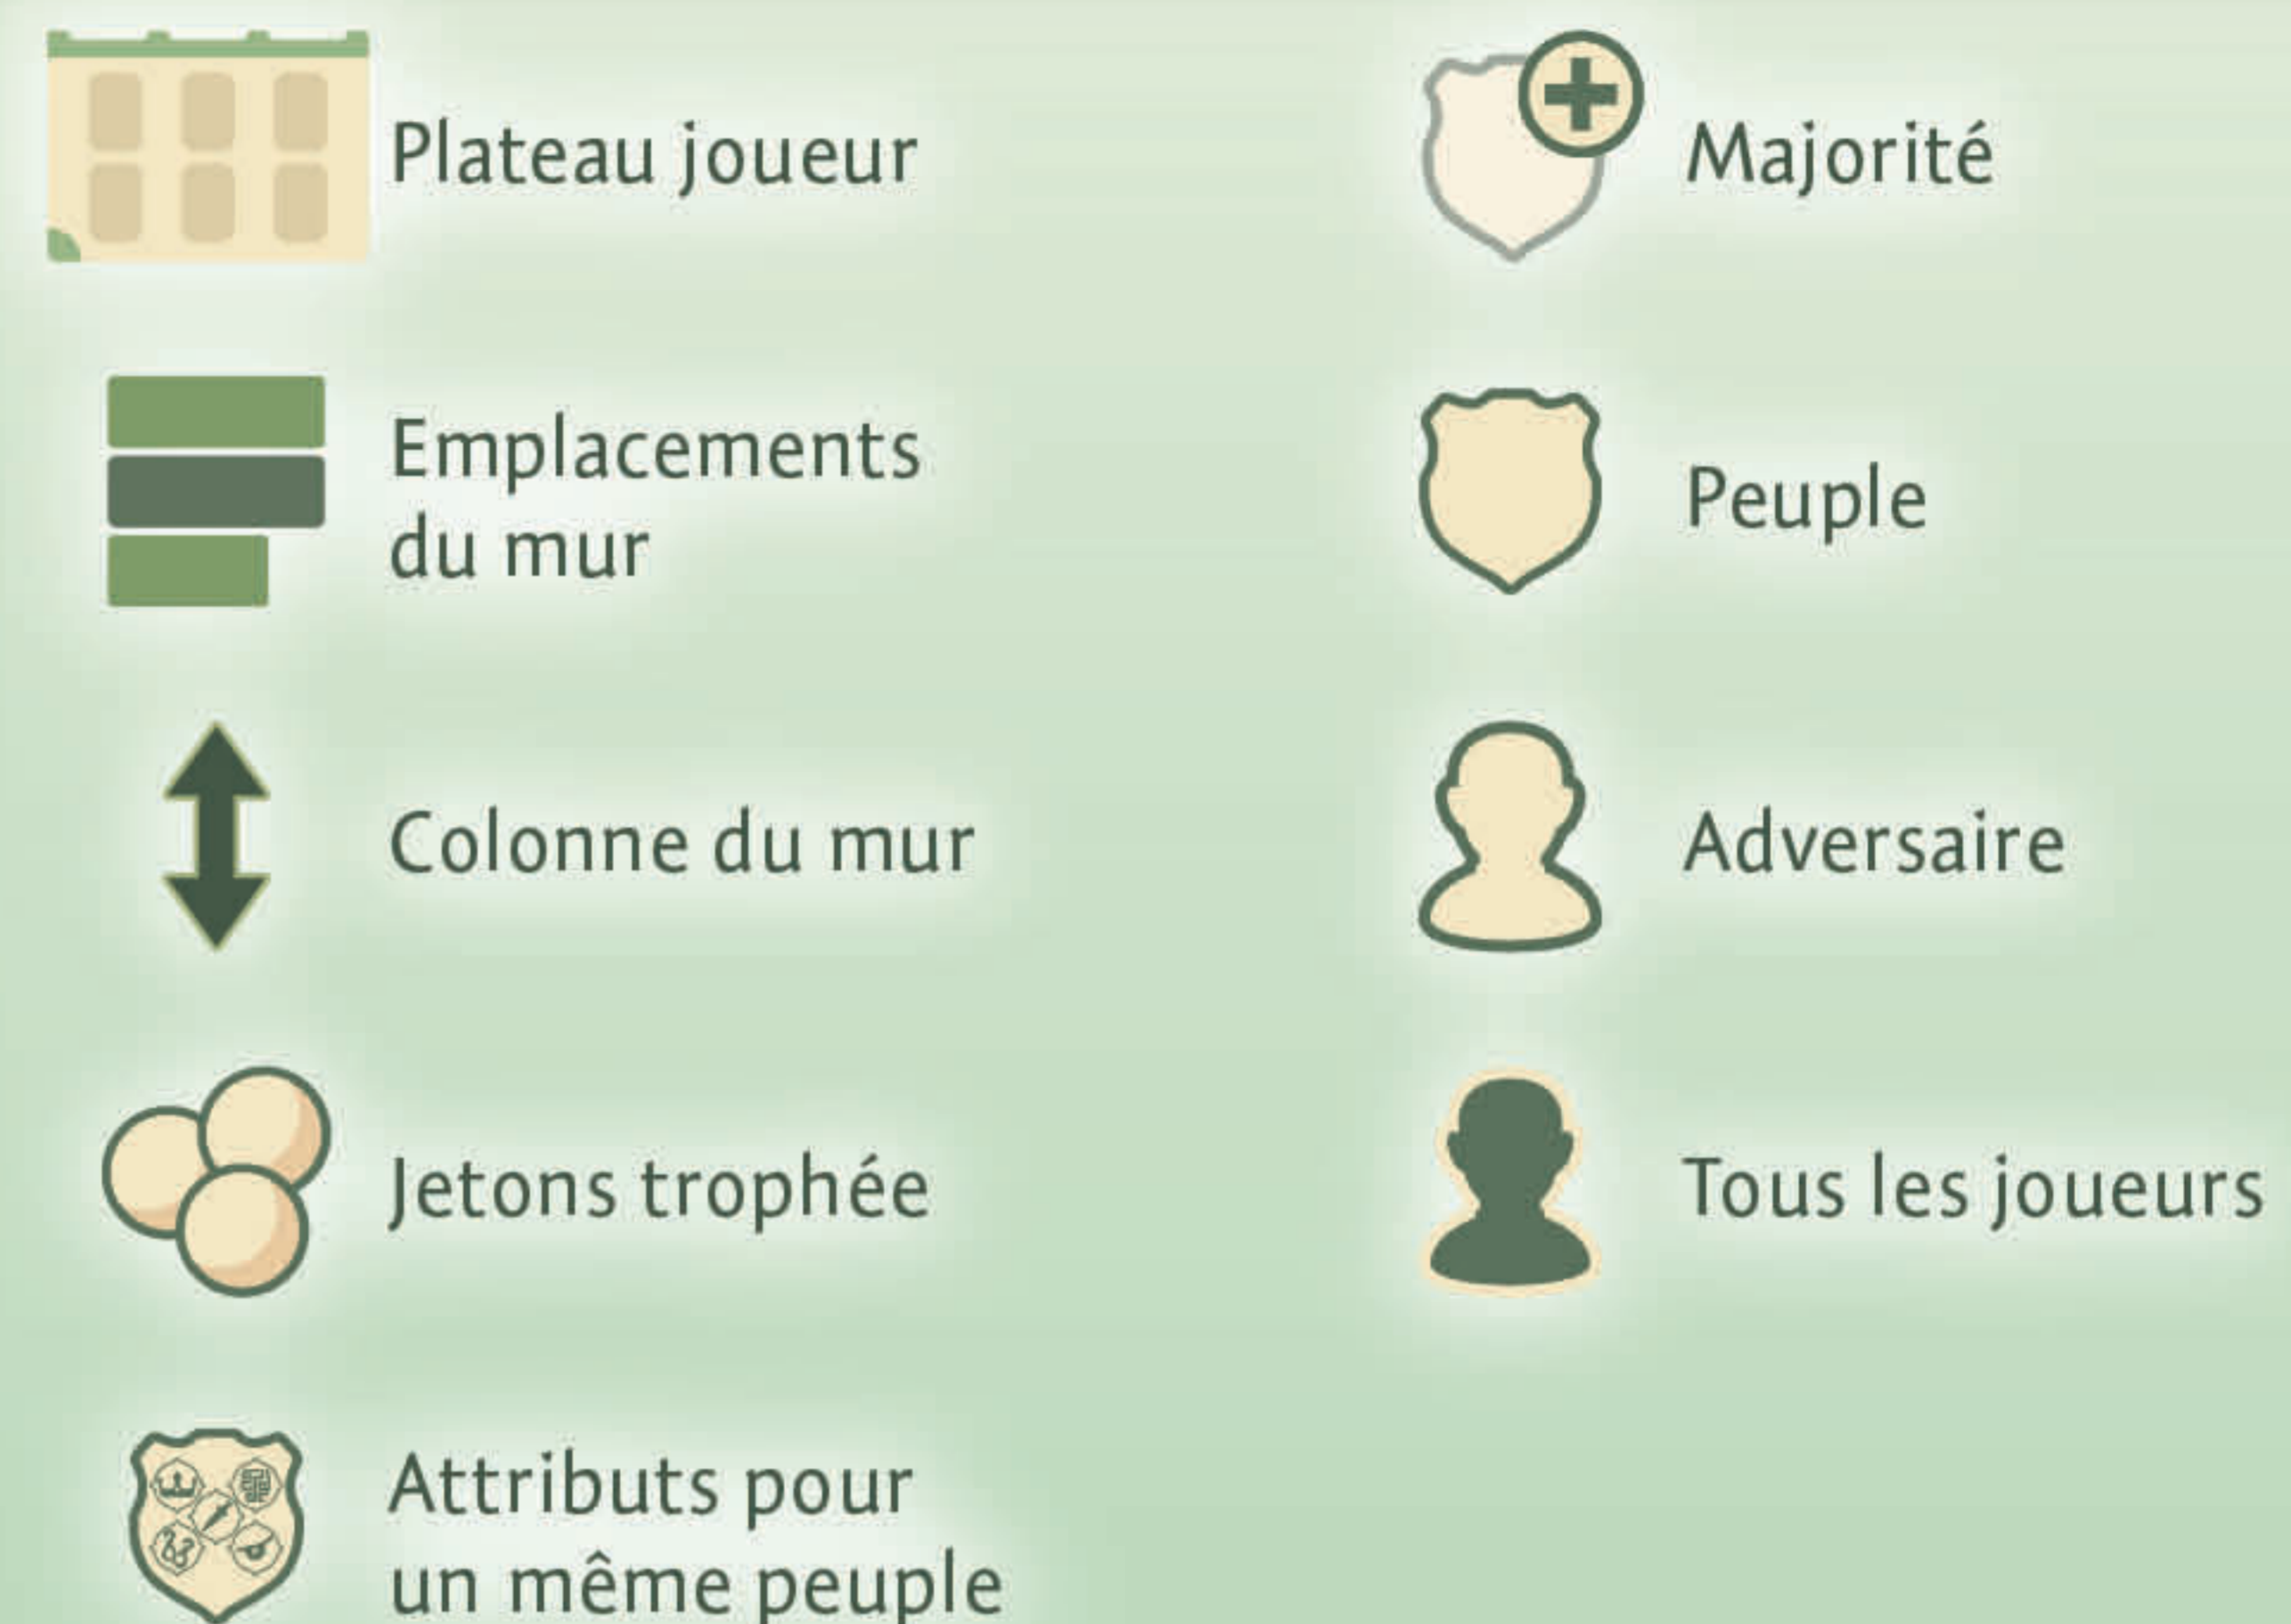 Plateau joueur
Emplacements
du mur
Colonne du mur
Jetons trophée
Attributs pour
un même peuple
Majorité
Peuple
Adversaire
Tous les joueurs